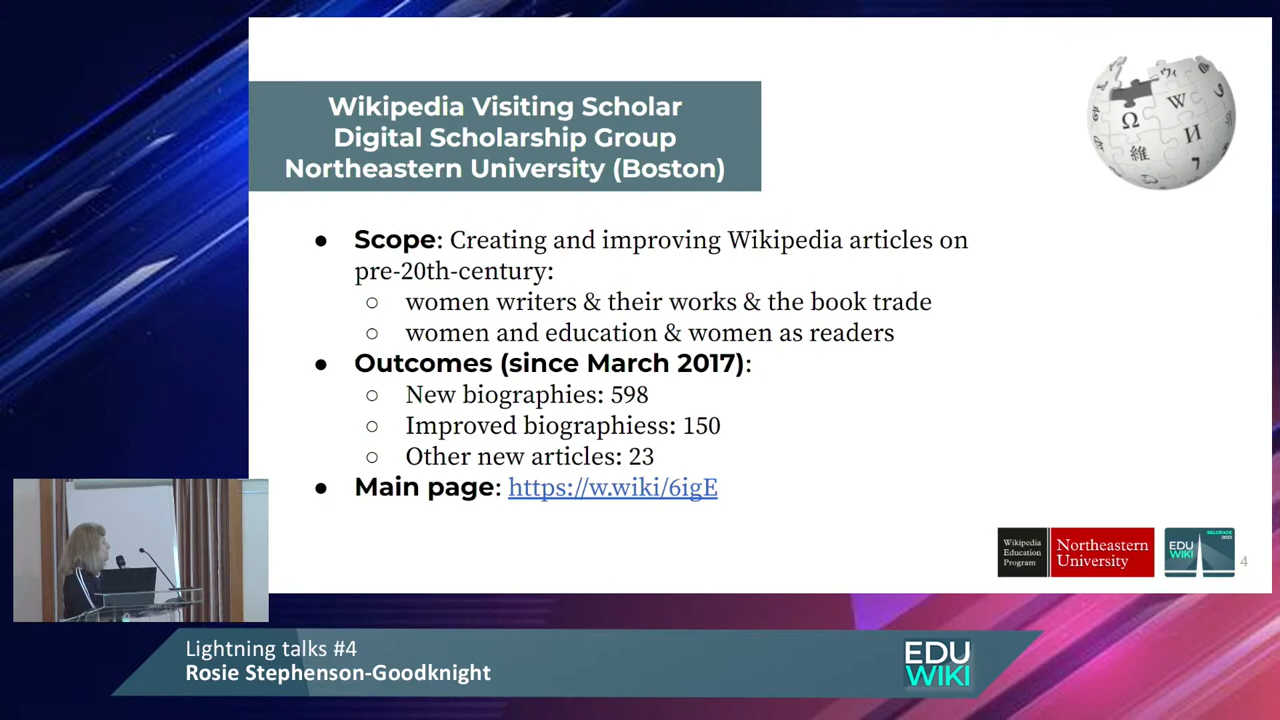 Wikipedia Visiting Scholar
Digital Scholarship Group
Northeastern University (Boston)
● Scope: Creating and improving Wikipedia articles on
pre-20th-century:
○ women writers & their works & the book trade
○ women and education & women as readers
● Outcomes (since March 2017):
○ New biographies: 598
○ Improved biographiess: 150
○ Other new articles: 23
● Main page: https://w.wiki/6igE
Wikipedia
Education
Program
Northeastern
University
BELGRADE
2023
EDU
WIKI
4
Lightning talks #4
Rosie Stephenson-Goodknight
EDU
WIKI
Ω
W
И
維